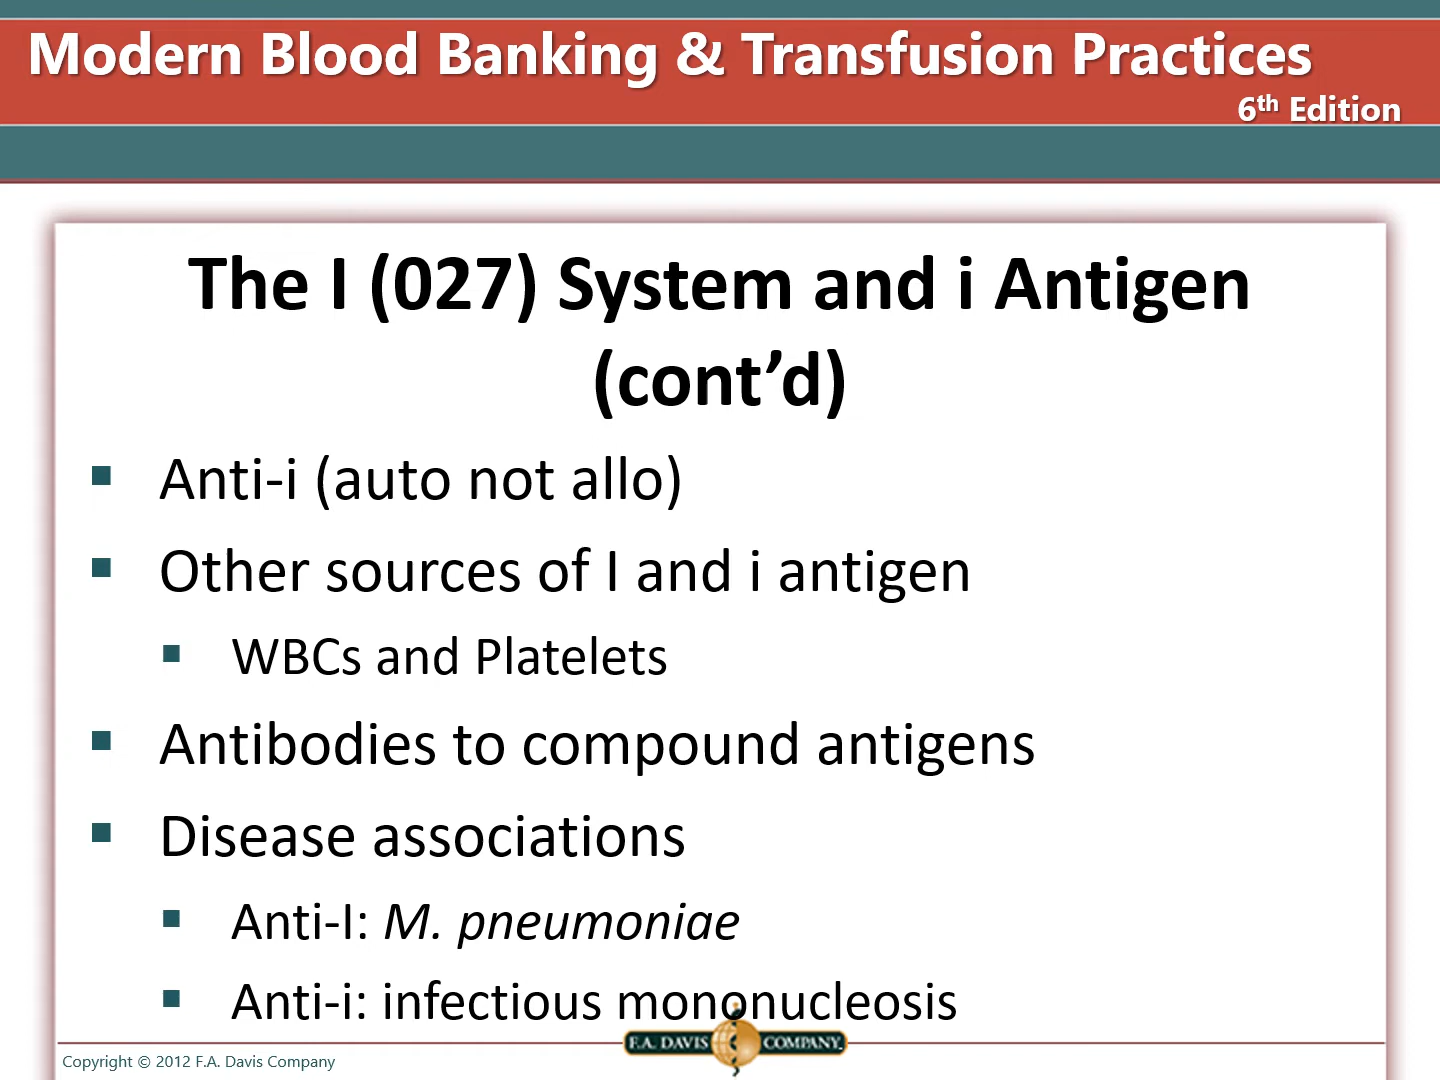 Modern Blood Banking & Transfusion Practices
6th Edition
The I (027) System and i Antigen
(cont’d)
▪ Anti-i (auto not allo)
▪ Other sources of I and i antigen
▪ WBCs and Platelets
▪ Antibodies to compound antigens
▪ Disease associations
▪ Anti-I: M. pneumoniae
▪ Anti-i: infectious mononucleosis
F.A. DAVIS COMPANY
Copyright © 2012 F.A. Davis Company